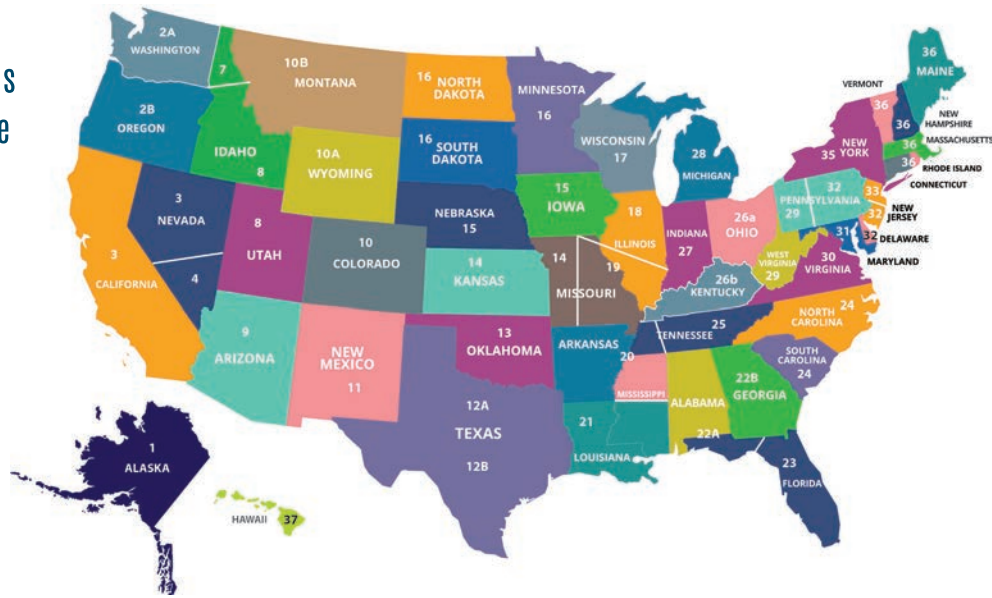 s
e
2A
WASHINGTON
7
10B
MONTANA
16
NORTH
DAKOTA
MINNESOTA
16
2B
OREGON
IDAHO
8
10A
WYOMING
16
SOUTH
DAKOTA
WISCONSIN
17
28
MICHIGAN
36
MAINE
VERMONT
36
36
NEW
HAMPSHIRE
MASSACHUSETTS
36
36
RHODE ISLAND
CONNECTICUT
NEW
YORK
35
3
NEVADA
4
3
CALIFORNIA
8
UTAH
10
COLORADO
NEBRASKA
15
15
IOWA
18
ILLINOIS
19
INDIANA
27
26a
OHIO
32
PENNSYLVANIA
29
33
32
NEW
JERSEY
31
32
DELAWARE
MARYLAND
WEST
VIRGINIA
29
30
VIRGINIA
14
KANSAS
14
MISSOURI
26b
KENTUCKY
9
ARIZONA
NEW
MEXICO
11
13
OKLAHOMA
ARKANSAS
20
25
TENNESSEE
NORTH
CAROLINA
24
SOUTH
CAROLINA
24
MISSISSIPPI
ALABAMA
22A
22B
GEORGIA
12A
TEXAS
12B
21
LOUISIANA
23
FLORIDA
1
ALASKA
HAWAII
37